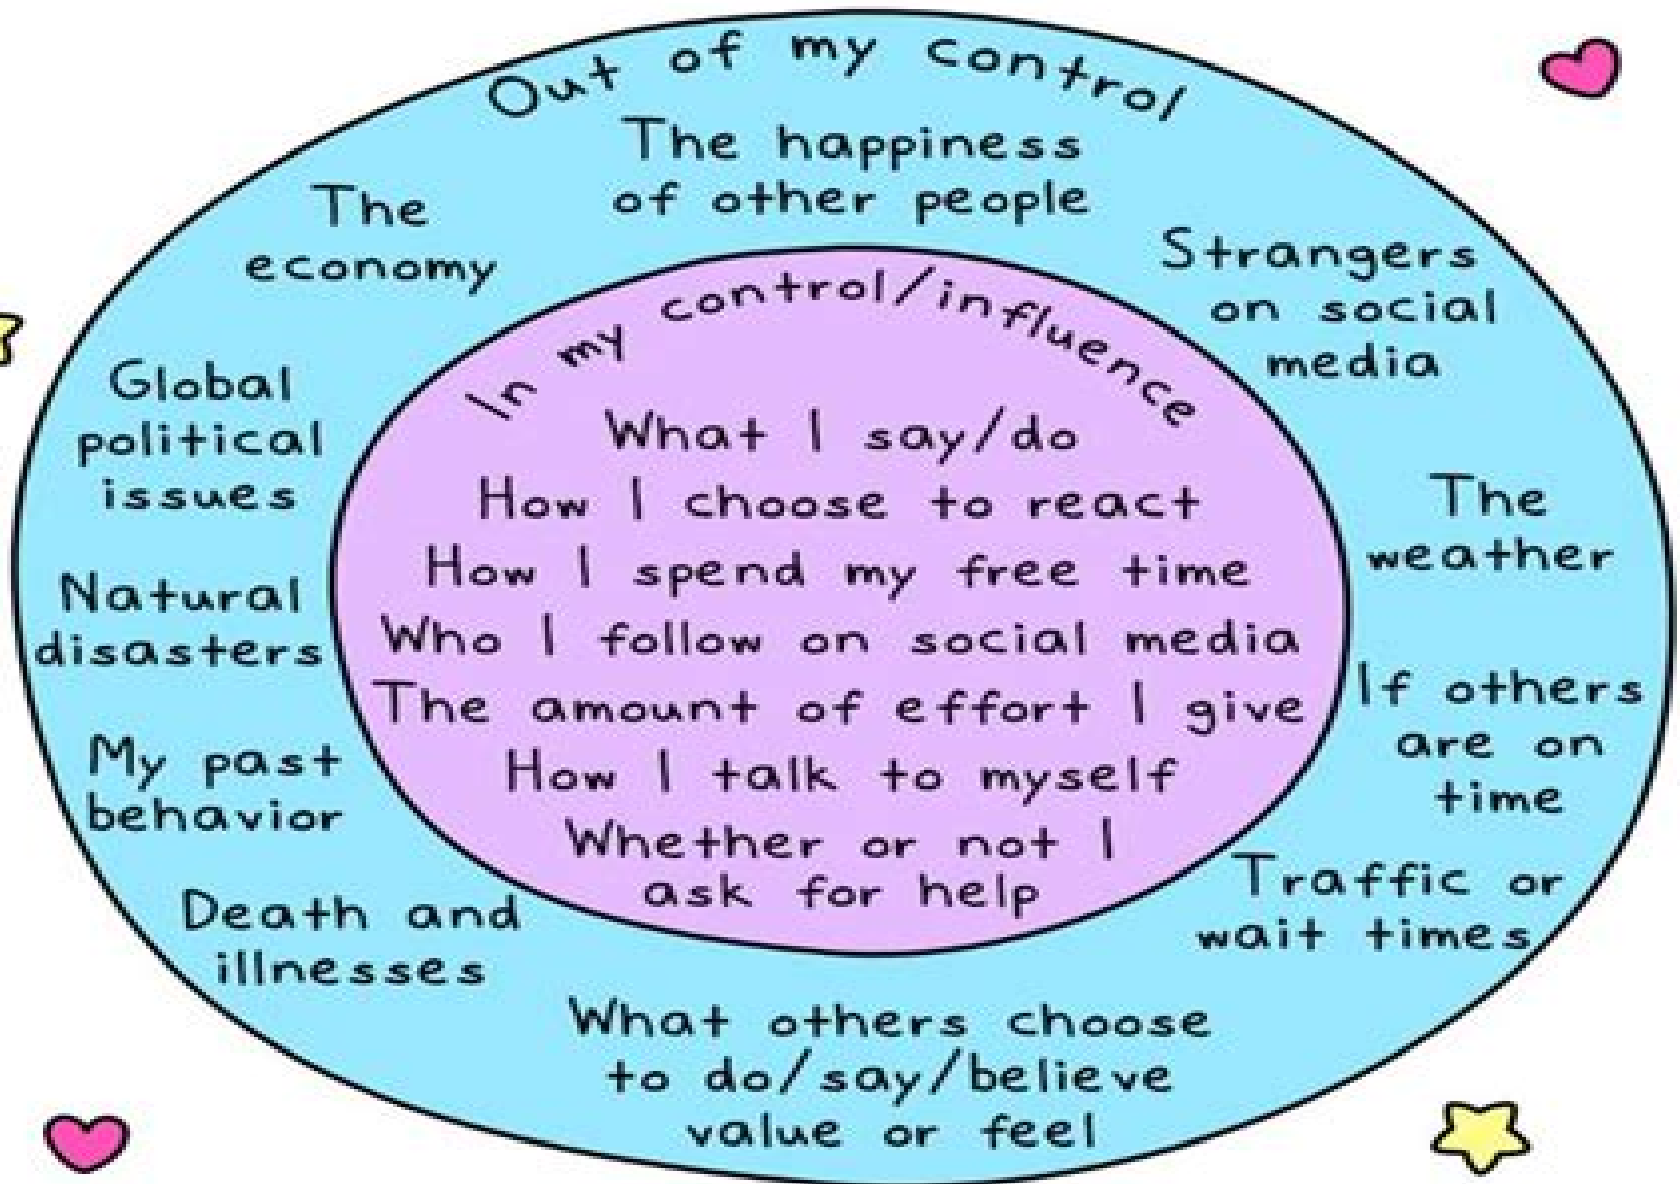 Out of my control
The happiness
of other people
The
economy
Strangers
on social
media
Global
political
issues
The
weather
Natural
disasters
If others
are on
time
My past
behavior
Traffic or
wait times
Death and
illnesses
What others choose
to do/say/believe
value or feel
In my control/influence
What I say/do
How I choose to react
How I spend my free time
Who I follow on social media
The amount of effort I give
How I talk to myself
Whether or not I
ask for help